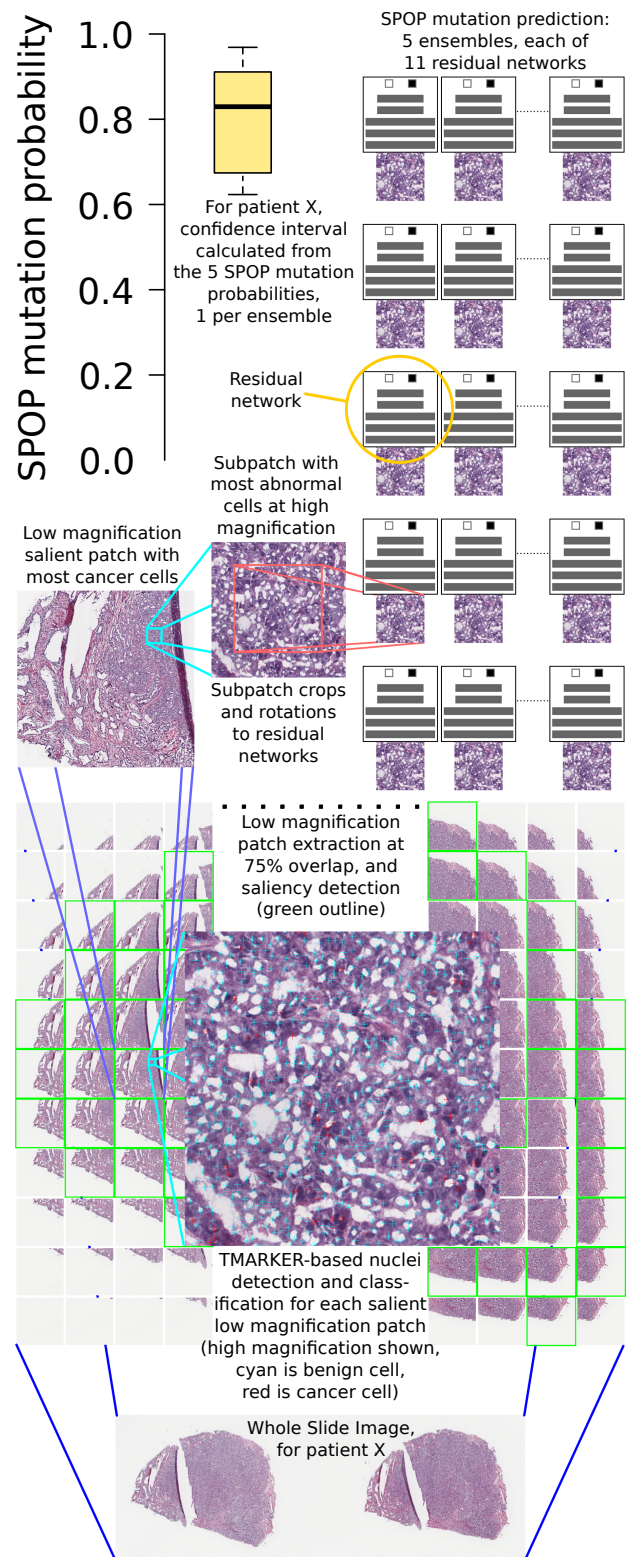 SPOP mutation probability
1.0
0.8
0.6
0.4
0.2
0.0
SPOP mutation prediction:
5 ensembles, each of
11 residual networks
For patient X,
confidence interval
calculated from
the 5 SPOP mutation
probabilities,
1 per ensemble
Residual
network
Subpatch with
most abnormal
cells at high
magnification
Low magnification
salient patch with
most cancer cells
Subpatch crops
and rotations
to residual
networks
Low magnification
patch extraction at
75% overlap, and
saliency detection
(green outline)
TMARKER-based nuclei
detection and class-
ification for each salient
low magnification patch
(high magnification shown,
cyan is benign cell,
red is cancer cell)
Whole Slide Image,
for patient X